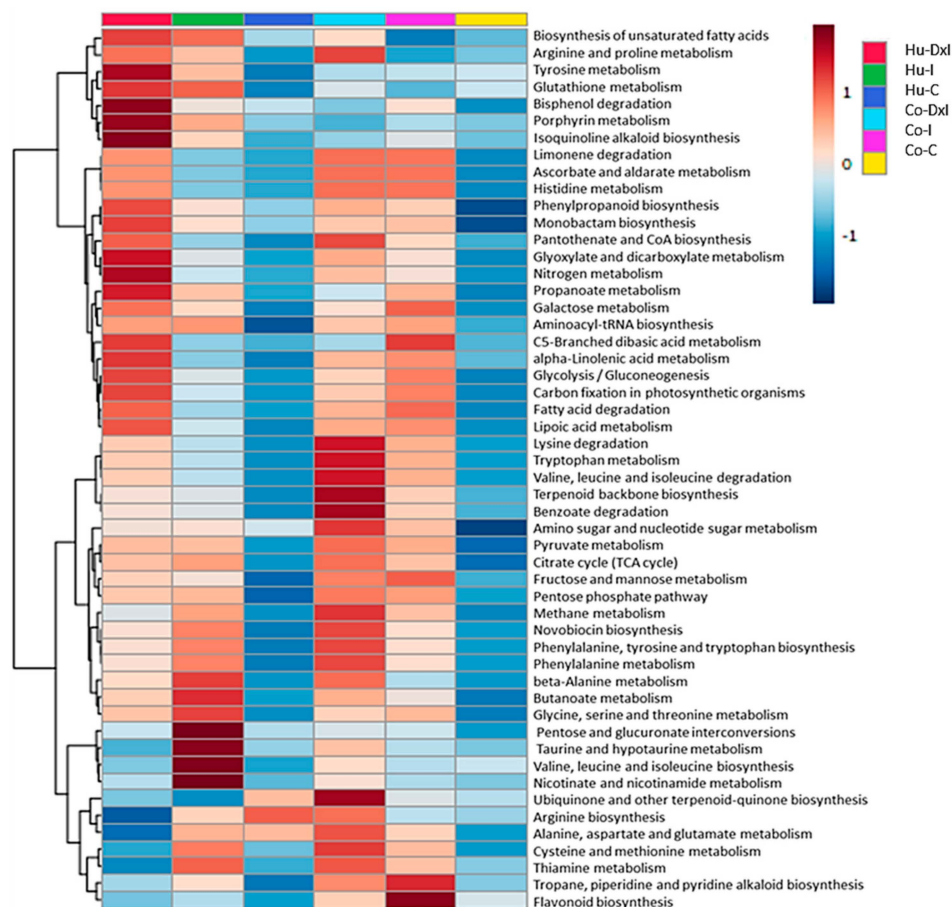 Biosynthesis of unsaturated fatty acids
Arginine and proline metabolism
Tyrosine metabolism
Glutathione metabolism
Bisphenol degradation
Porphyrin metabolism
Isoquinoline alkaloid biosynthesis
Limonene degradation
Ascorbate and aldarate metabolism
Histidine metabolism
Phenylpropanoid biosynthesis
Monobactam biosynthesis
Pantothenate and CoA biosynthesis
Glyoxylate and dicarboxylate metabolism
Nitrogen metabolism
Propanoate metabolism
Galactose metabolism
Aminoacyl-tRNA biosynthesis
C5-Branched dibasic acid metabolism
alpha-Linolenic acid metabolism
Glycolysis / Gluconeogenesis
Carbon fixation in photosynthetic organisms
Fatty acid degradation
Lipoic acid metabolism
Lysine degradation
Tryptophan metabolism
Valine, leucine and isoleucine degradation
Terpenoid backbone biosynthesis
Benzoate degradation
Amino sugar and nucleotide sugar metabolism
Pyruvate metabolism
Citrate cycle (TCA cycle)
Fructose and mannose metabolism
Pentose phosphate pathway
Methane metabolism
Novobiocin biosynthesis
Phenylalanine, tyrosine and tryptophan biosynthesis
Phenylalanine metabolism
beta-Alanine metabolism
Butanoate metabolism
Glycine, serine and threonine metabolism
Pentose and glucuronate interconversions
Taurine and hypotaurine metabolism
Valine, leucine and isoleucine biosynthesis
Nicotinate and nicotinamide metabolism
Ubiquinone and other terpenoid-quinone biosynthesis
Arginine biosynthesis
Alanine, aspartate and glutamate metabolism
Cysteine and methionine metabolism
Thiamine metabolism
Tropane, piperidine and pyridine alkaloid biosynthesis
Flavonoid biosynthesis
1
0
-1
Hu-DxI
Hu-I
Hu-C
Co-DxI
Co-I
Co-C